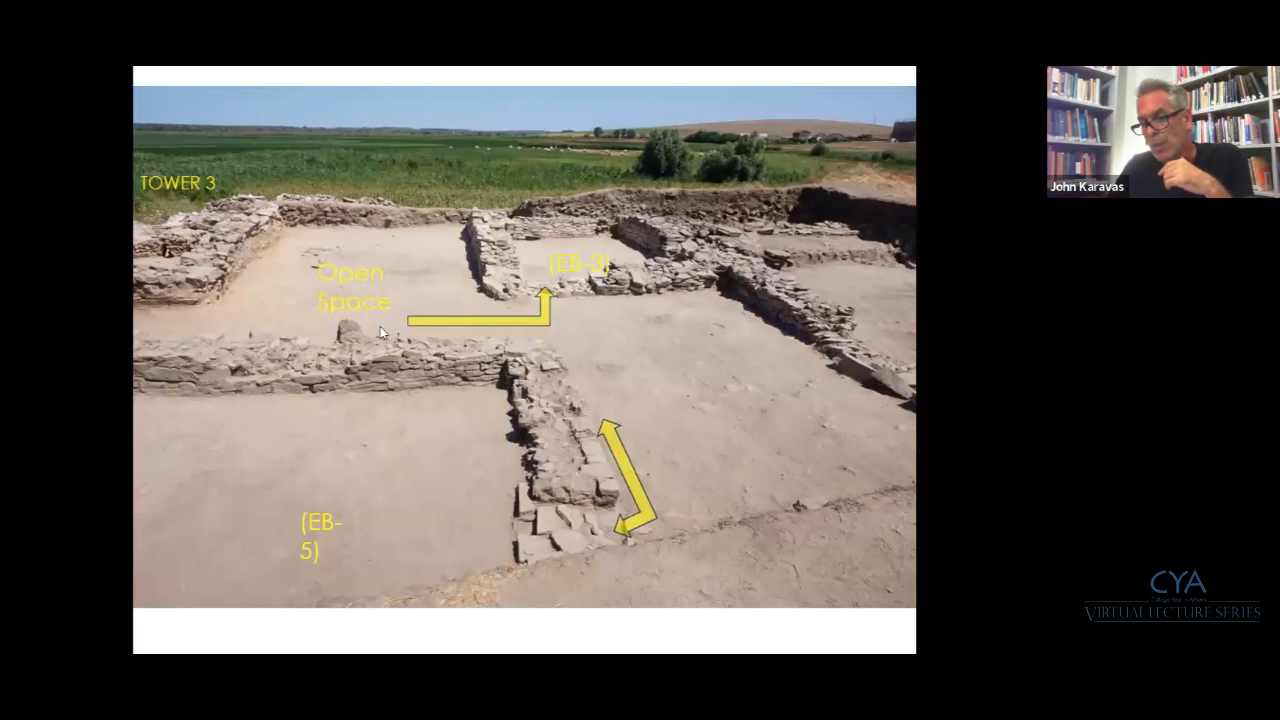 TOWER 3
Open
Space
(EB-3)
(EB-
5)
John Karavas
CYA
VIRTUAL LECTURE SERIES